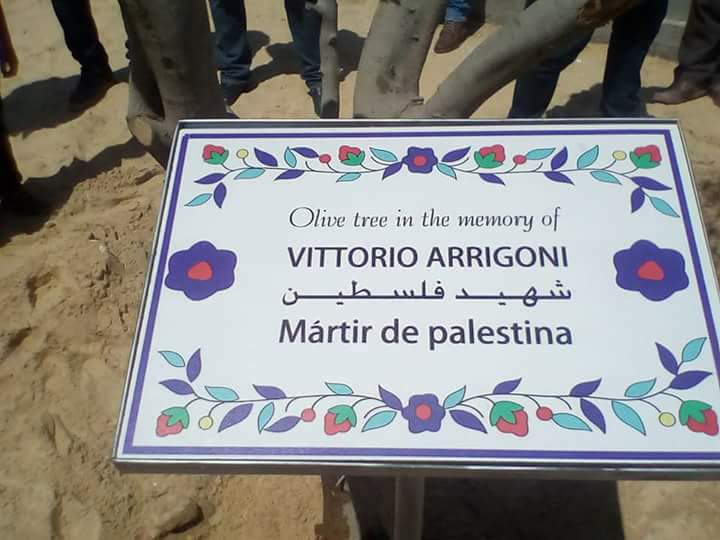 Olive tree in the memory of
VITTORIO ARRIGONI
شهيد فلسطين
Mártir de palestina